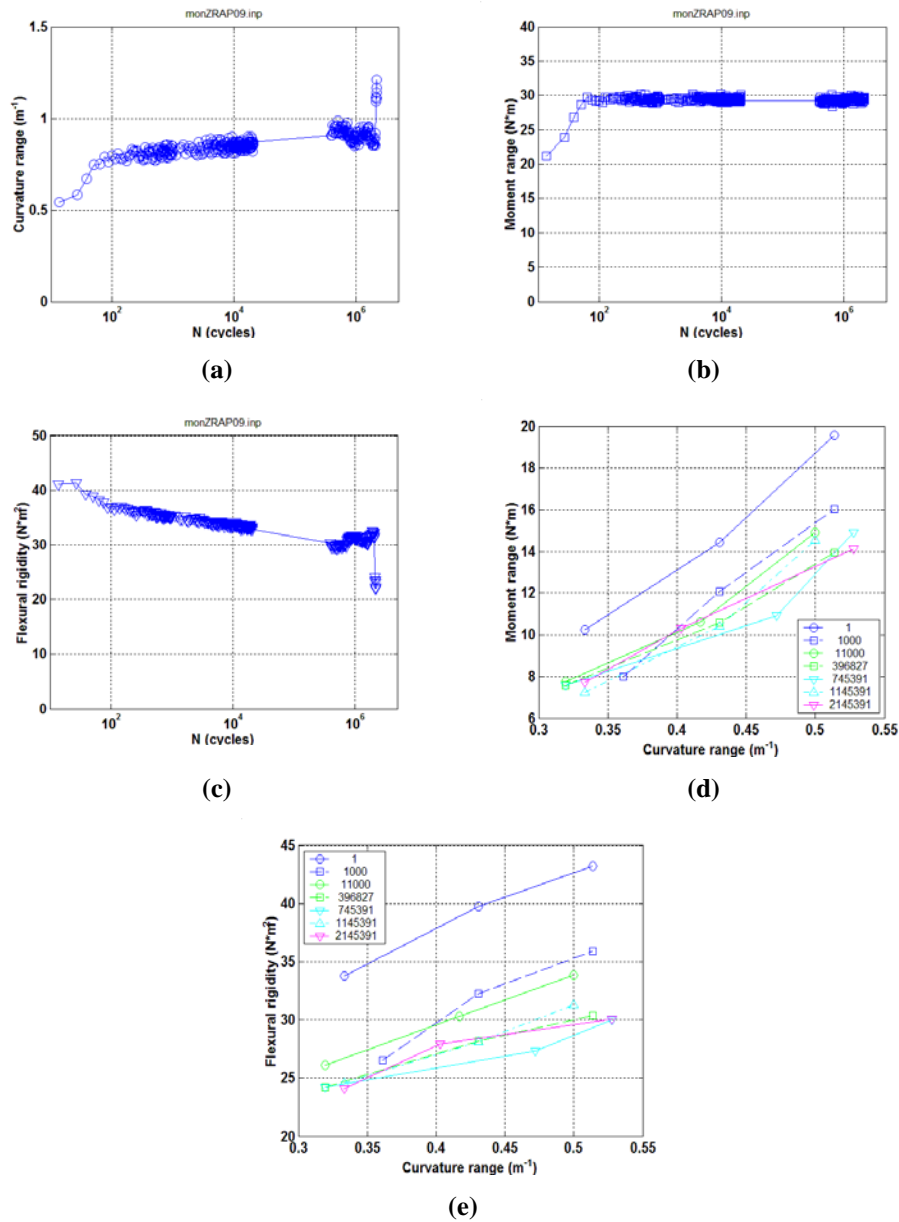 monZRAP09.inp
1.5
1
0.5
0
Curvature range (m⁻¹)
10² 10⁴ 10⁶
N (cycles)
(a)
monZRAP09.inp
40
35
30
25
20
15
10
5
0
Moment range (N*m)
10² 10⁴ 10⁶
N (cycles)
(b)
monZRAP09.inp
50
40
30
20
10
0
Flexural rigidity (N*m²)
10² 10⁴ 10⁶
N (cycles)
(c)
20
18
16
14
12
10
8
6
Moment range (N*m)
1
1000
11000
396827
745391
1145391
2145391
0.3 0.35 0.4 0.45 0.5 0.55
Curvature range (m⁻¹)
(d)
45
40
35
30
25
20
Flexural rigidity (N*m²)
1
1000
11000
396827
745391
1145391
2145391
0.3 0.35 0.4 0.45 0.5 0.55
Curvature range (m⁻¹)
(e)